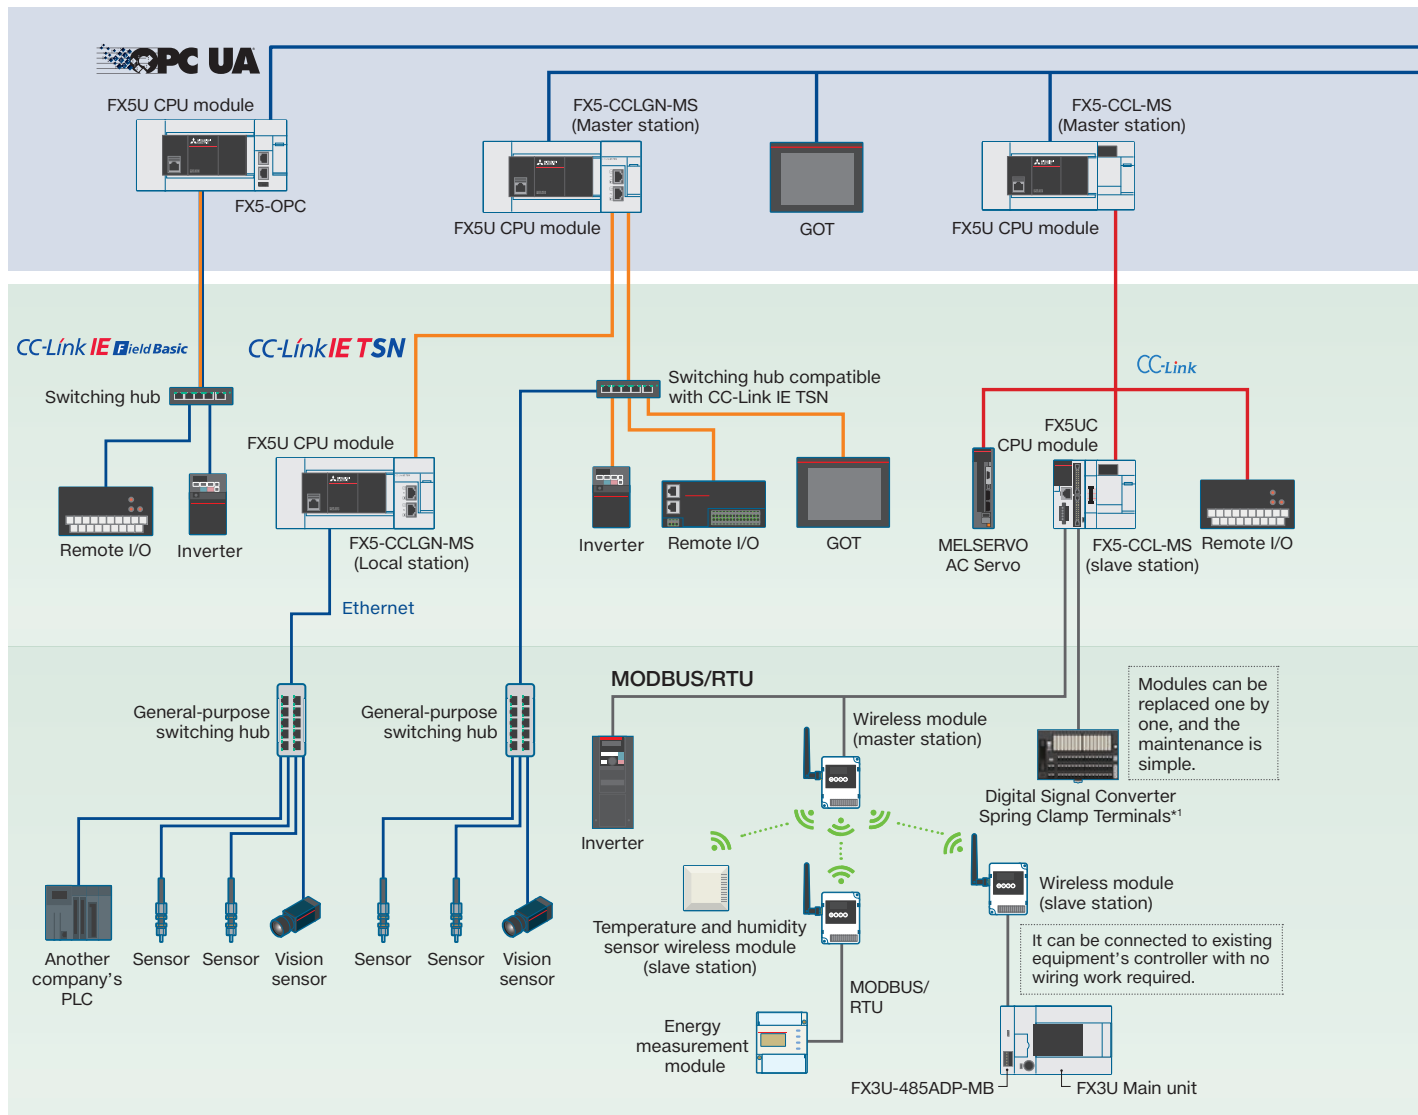 OPC UA
FX5U CPU module
FX5-OPC
FX5-CCLGN-MS
(Master station)
FX5U CPU module
GOT
FX5-CCL-MS
(Master station)
FX5U CPU module
CC-Link IE Field Basic
Switching hub
Remote I/O
Inverter
CC-Link IE TSN
FX5U CPU module
FX5-CCLGN-MS
(Local station)
Ethernet
Switching hub compatible
with CC-Link IE TSN
Inverter
Remote I/O
GOT
CC-Link
FX5UC
CPU module
MELSERVO
AC Servo
FX5-CCL-MS
(slave station)
Remote I/O
General-purpose
switching hub
Another
company's
PLC
Sensor
Sensor
Vision
sensor
General-purpose
switching hub
Sensor
Sensor
Vision
sensor
MODBUS/RTU
Inverter
Wireless module
(master station)
Modules can be
replaced one by
one, and the
maintenance is
simple.
Digital Signal Converter
Spring Clamp Terminals*1
Temperature and humidity
sensor wireless module
(slave station)
MODBUS/
RTU
Energy
measurement
module
Wireless module
(slave station)
It can be connected to existing
equipment's controller with no
wiring work required.
FX3U-485ADP-MB
FX3U Main unit